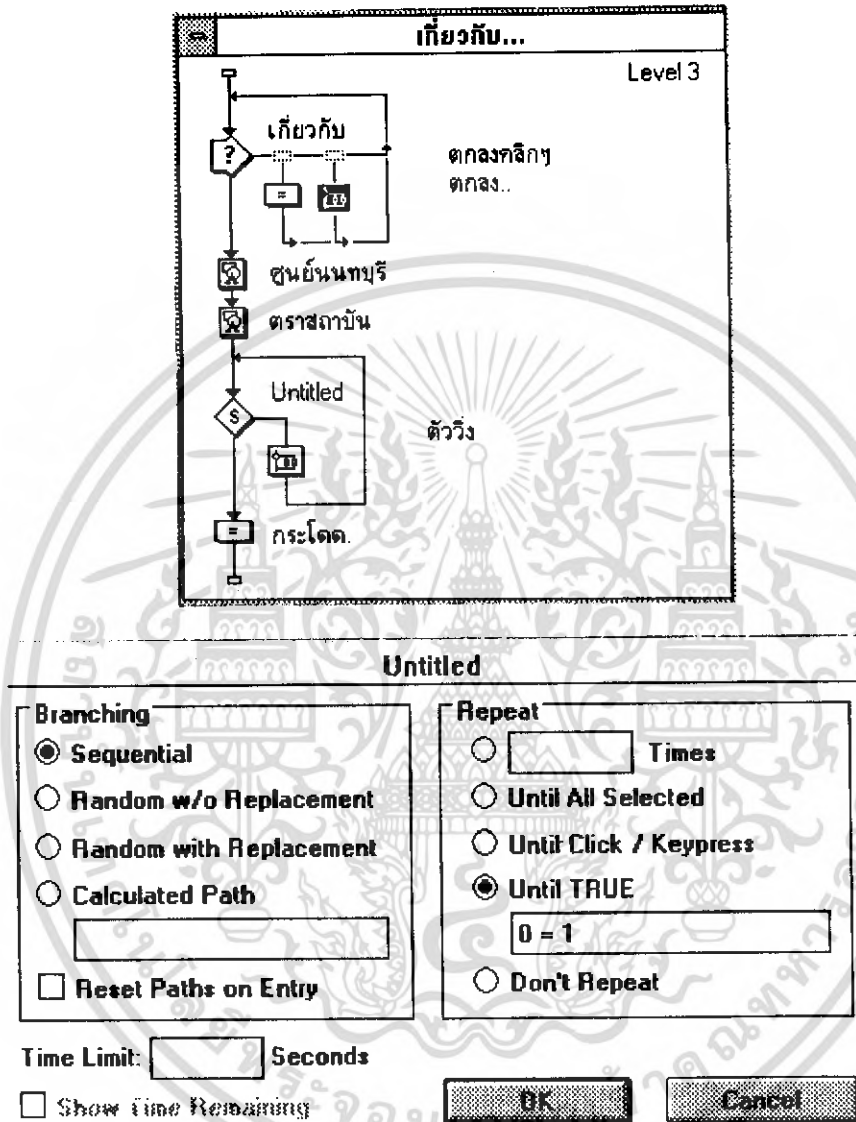 เกี่ยวกับ...
Level 3
เกี่ยวกับ
?
ตกลงคลิกๆ
ตกลง..
=
ศูนย์นนทบุรี
ตราสถาบัน
Untitled
S
ตัววิ่ง
=
กระโดด.
Untitled
Branching
Sequential
Random w/o Replacement
Random with Replacement
Calculated Path
Reset Paths on Entry
Repeat
Times
Until All Selected
Until Click / Keypress
Until TRUE
0 = 1
Don't Repeat
Time Limit: Seconds
Show Time Remaining
OK Cancel